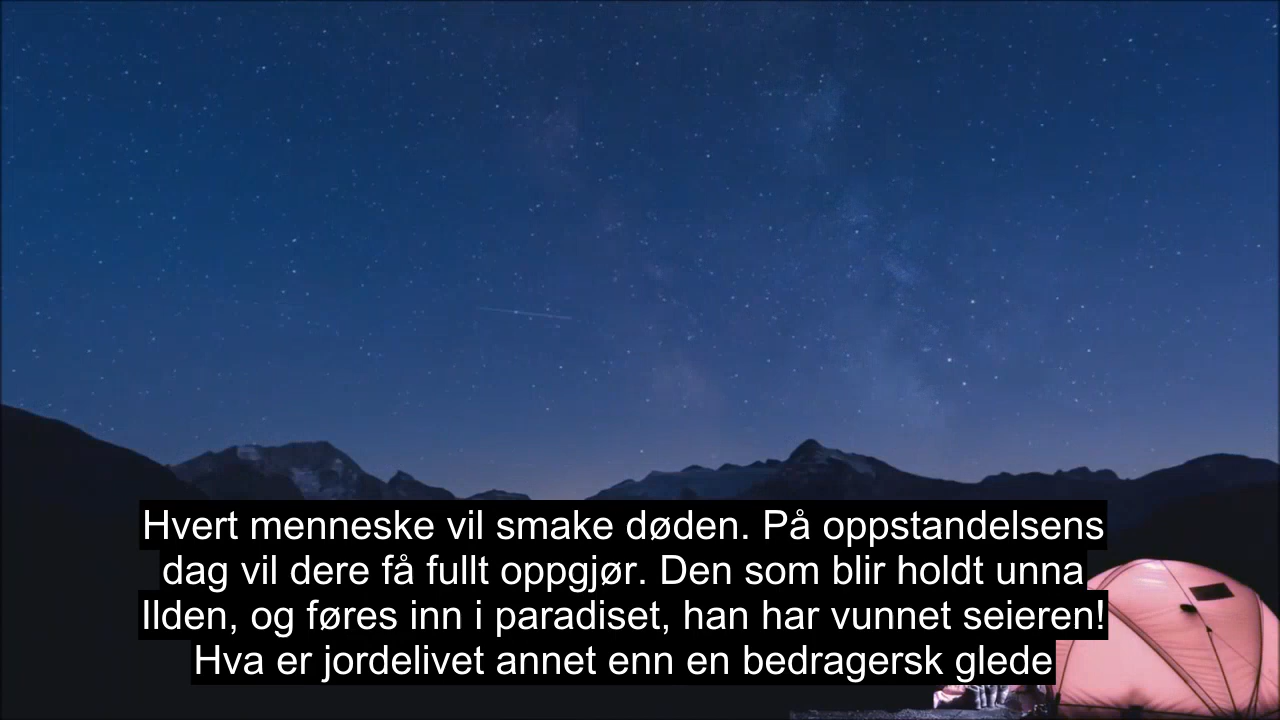 Hvert menneske vil smake døden. På oppstandelsens
dag vil dere få fullt oppgjør. Den som blir holdt unna
Ilden, og føres inn i paradiset, han har vunnet seieren!
Hva er jordelivet annet enn en bedragersk glede